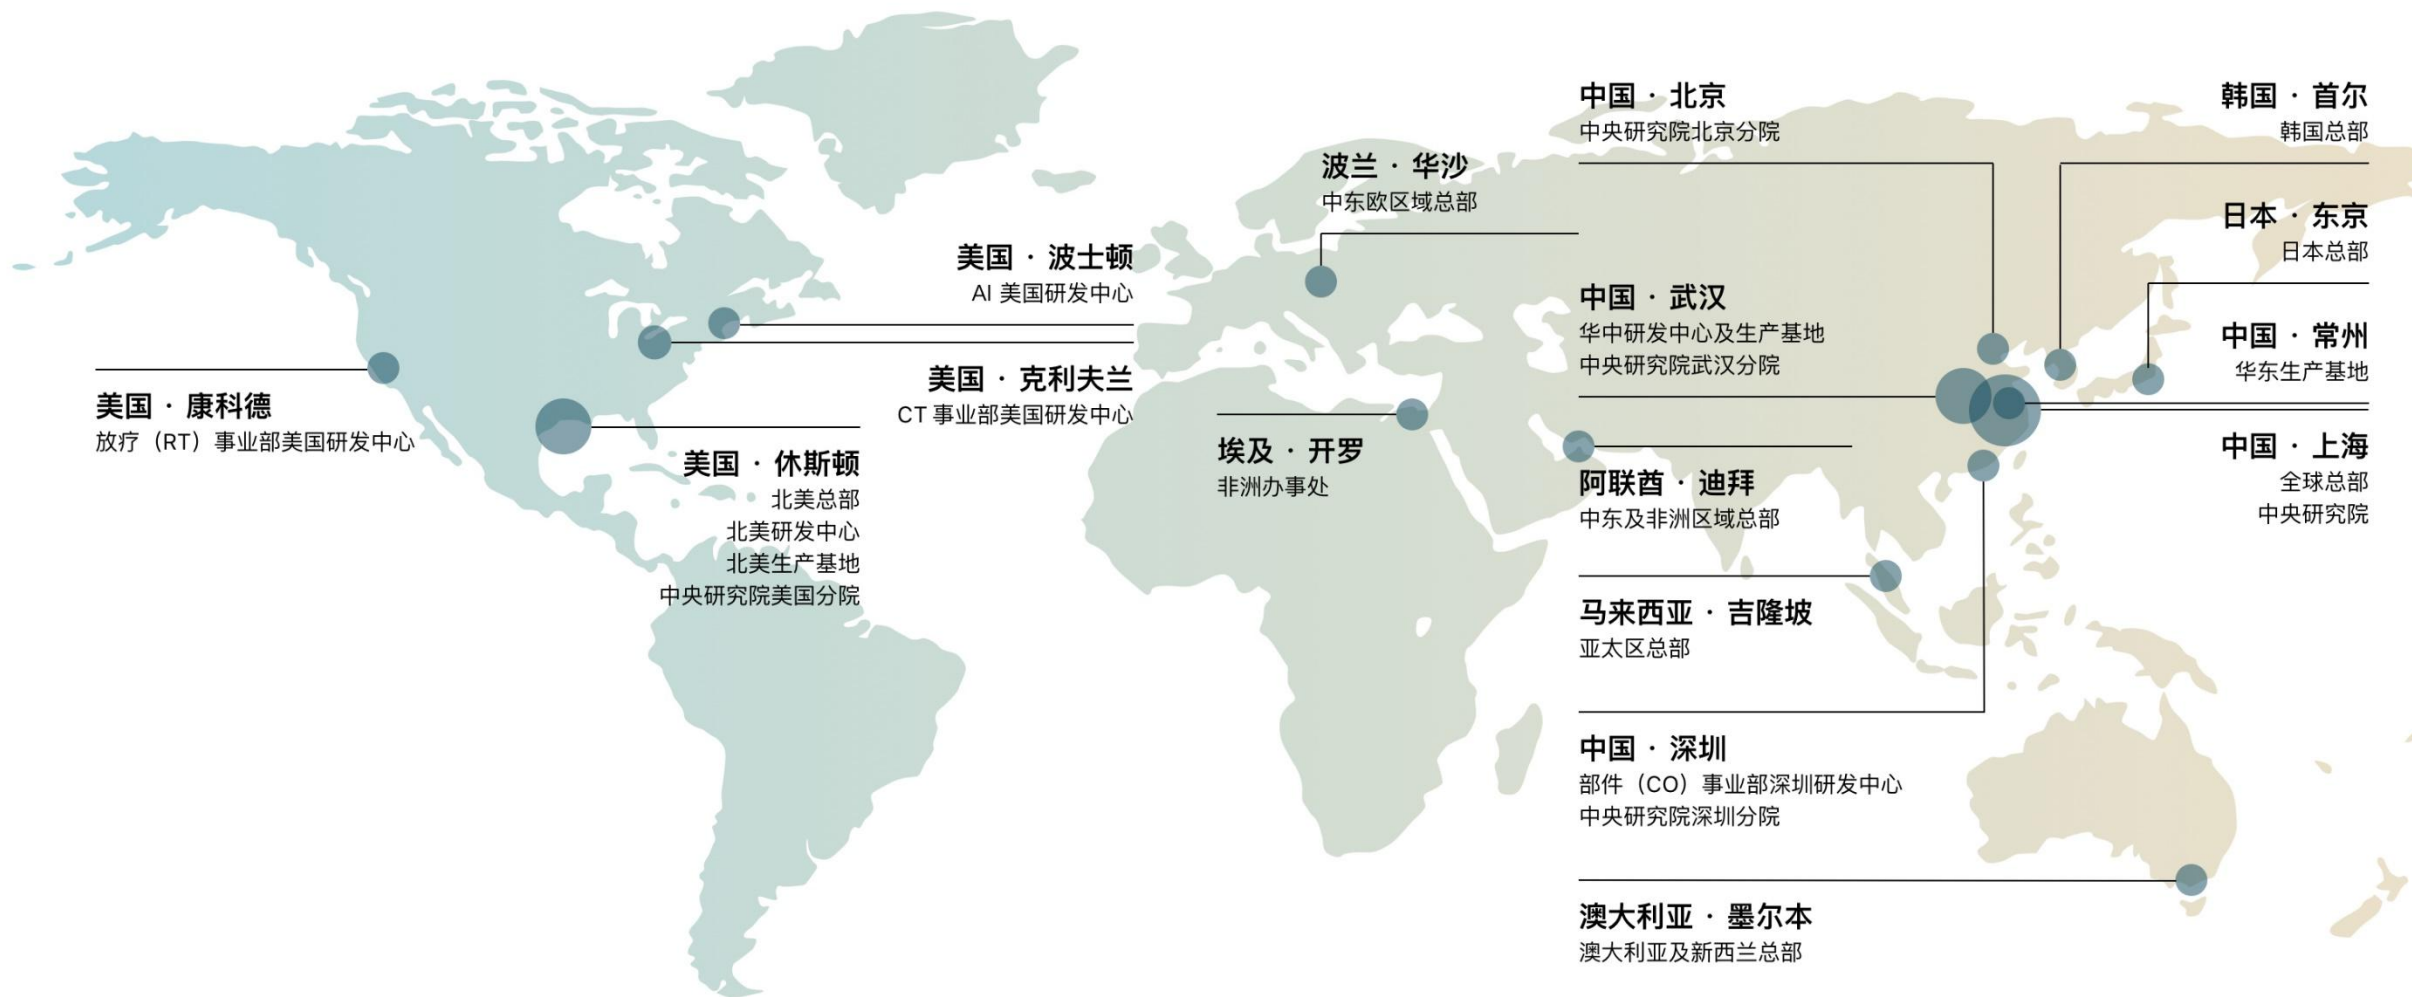 美国 · 康科德
放疗（RT）事业部美国研发中心
美国 · 休斯顿
北美总部
北美研发中心
北美生产基地
中央研究院美国分院
美国 · 波士顿
AI 美国研发中心
美国 · 克利夫兰
CT 事业部美国研发中心
波兰 · 华沙
中东欧区域总部
埃及 · 开罗
非洲办事处
中国 · 北京
中央研究院北京分院
中国 · 武汉
华中研发中心及生产基地
中央研究院武汉分院
阿联酋 · 迪拜
中东及非洲区域总部
马来西亚 · 吉隆坡
亚太区总部
中国 · 深圳
部件（CO）事业部深圳研发中心
中央研究院深圳分院
澳大利亚 · 墨尔本
澳大利亚及新西兰总部
韩国 · 首尔
韩国总部
日本 · 东京
日本总部
中国 · 常州
华东生产基地
中国 · 上海
全球总部
中央研究院